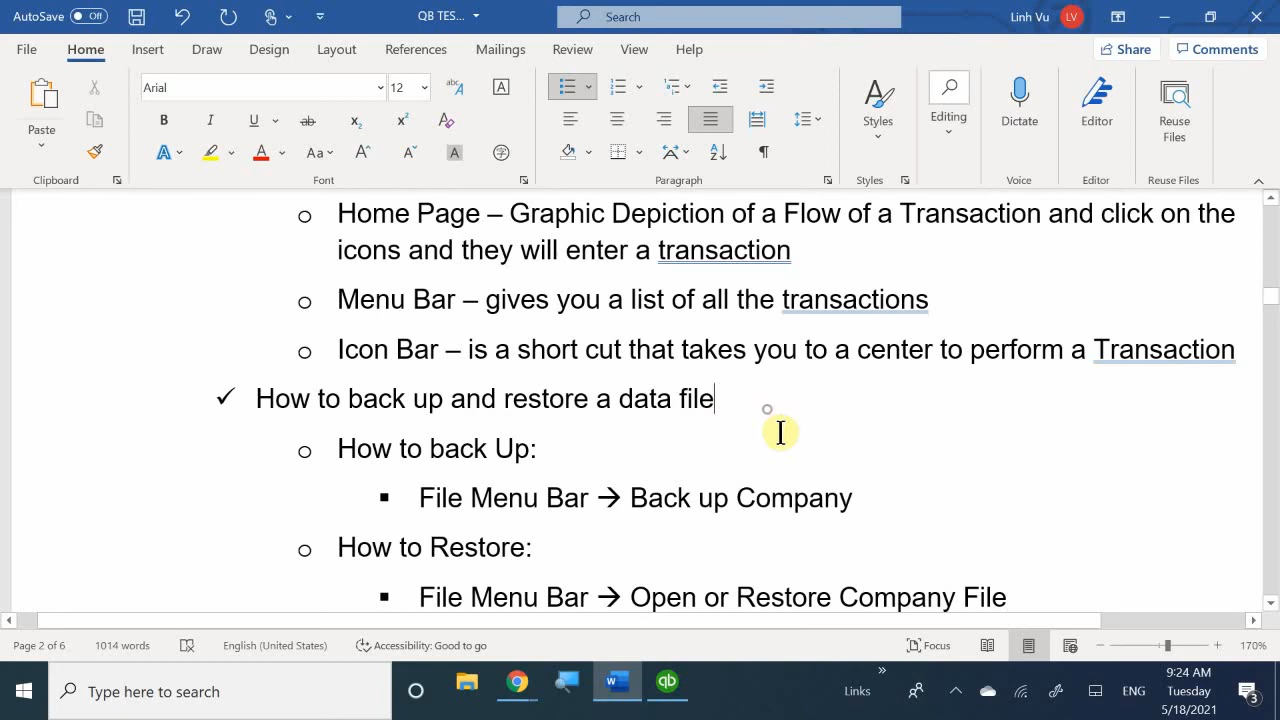 AutoSave Off QB TES... Search Linh Vu LV
File Home Insert Draw Design Layout References Mailings Review View Help Share Comments
Arial 12
Paste Styles Editing Dictate Editor Reuse Files
Clipboard Font Paragraph Styles Voice Editor Reuse Files
o Home Page – Graphic Depiction of a Flow of a Transaction and click on the
icons and they will enter a transaction
o Menu Bar – gives you a list of all the transactions
o Icon Bar – is a short cut that takes you to a center to perform a Transaction
✓ How to back up and restore a data file
o How to back Up:
▪ File Menu Bar → Back up Company
o How to Restore:
▪ File Menu Bar → Open or Restore Company File
Page 2 of 6 1014 words English (United States) Accessibility: Good to go Focus 170%
Type here to search qb Links ENG 9:24 AM
Tuesday
5/18/2021 3